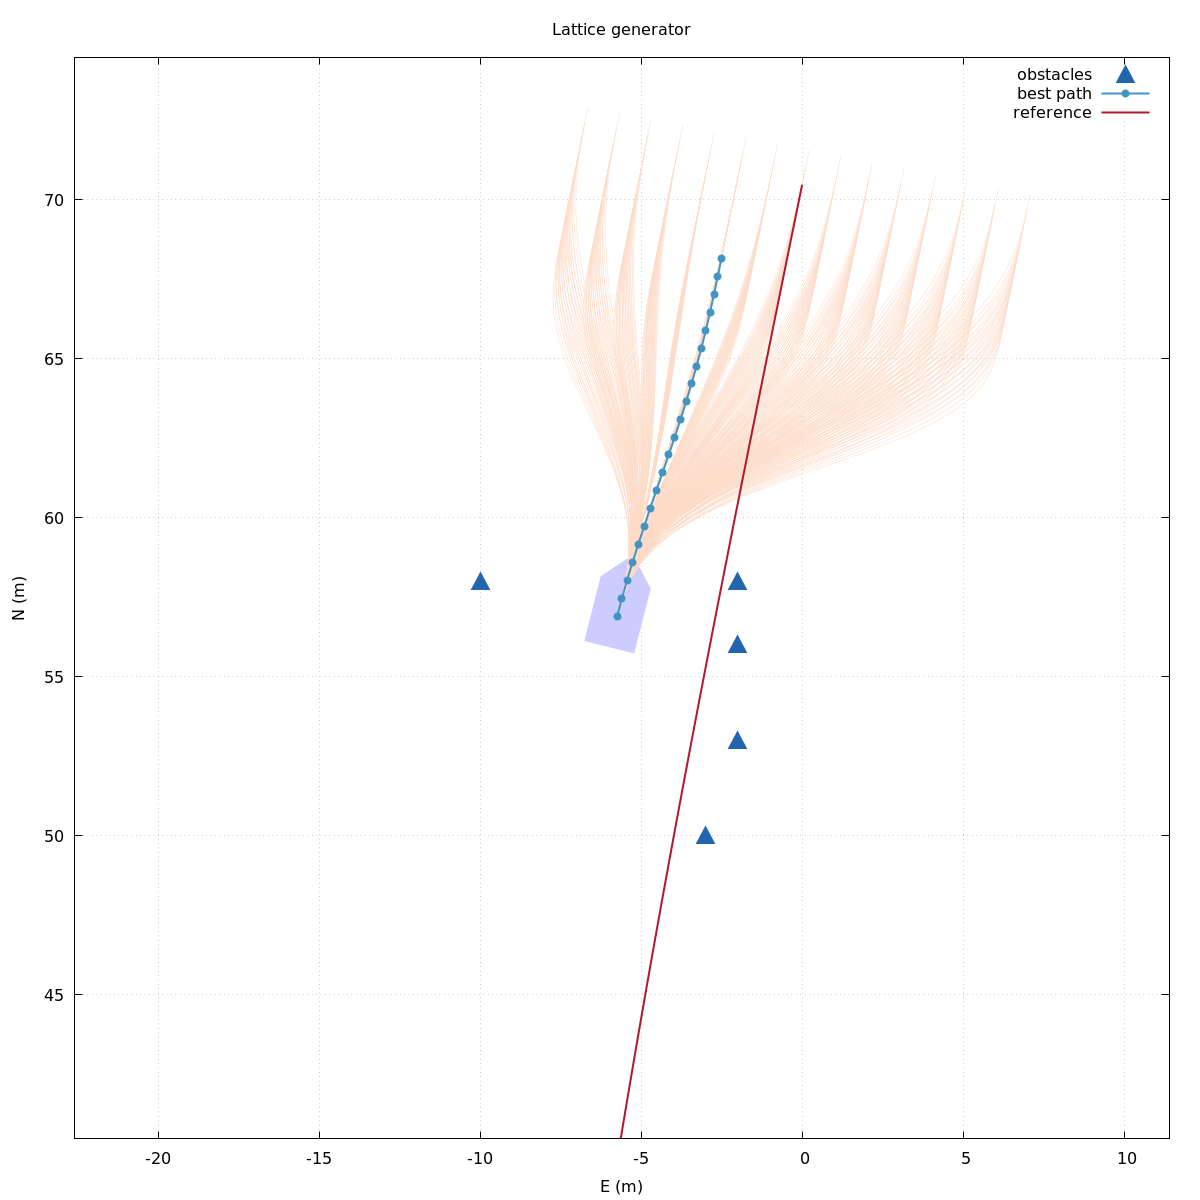 Lattice generator
obstacles
best path
reference
70
65
60
55
50
45
N (m)
-20 -15 -10 -5 0 5 10
E (m)